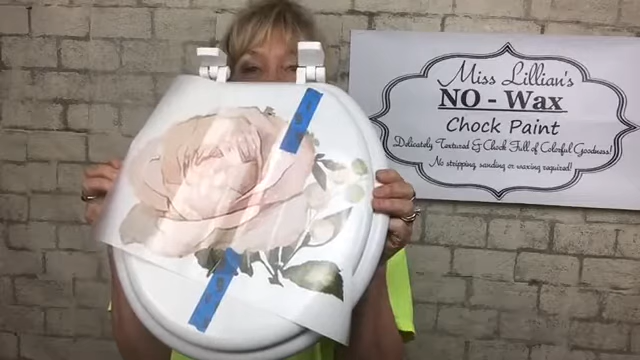 Miss Lillian's
NO - Wax
Chock Paint
Delicately Textured & Chock Full of Colorful Goodness!
No stripping, sanding or waxing required!